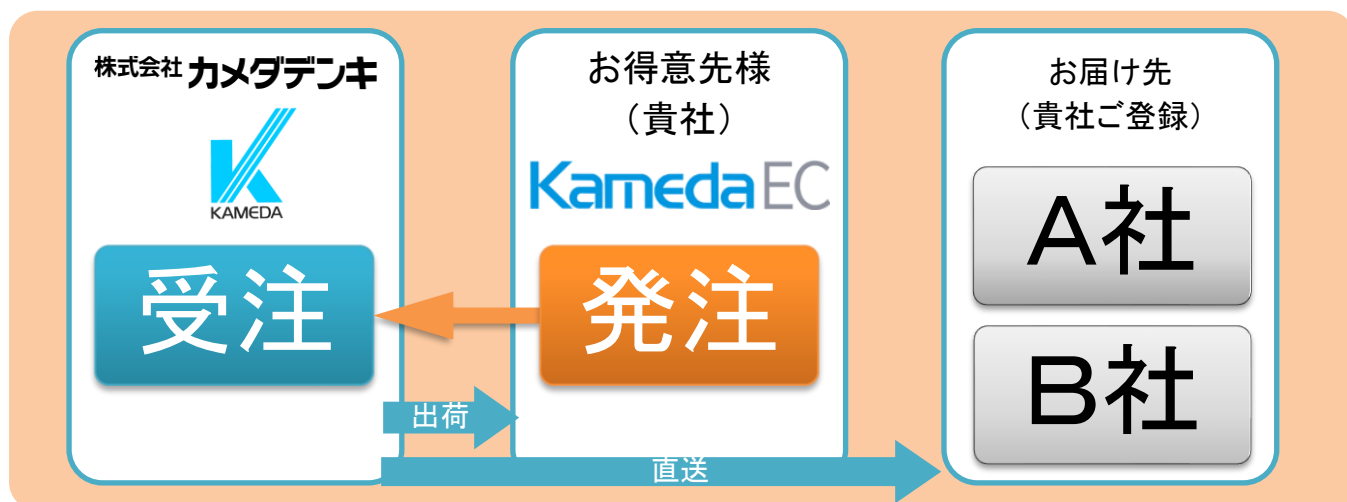 株式会社 カメダデンキ
KAMEDA
受注
お得意先様
（貴社）
Kameda EC
発注
お届け先
（貴社ご登録）
A社
B社
出荷
直送